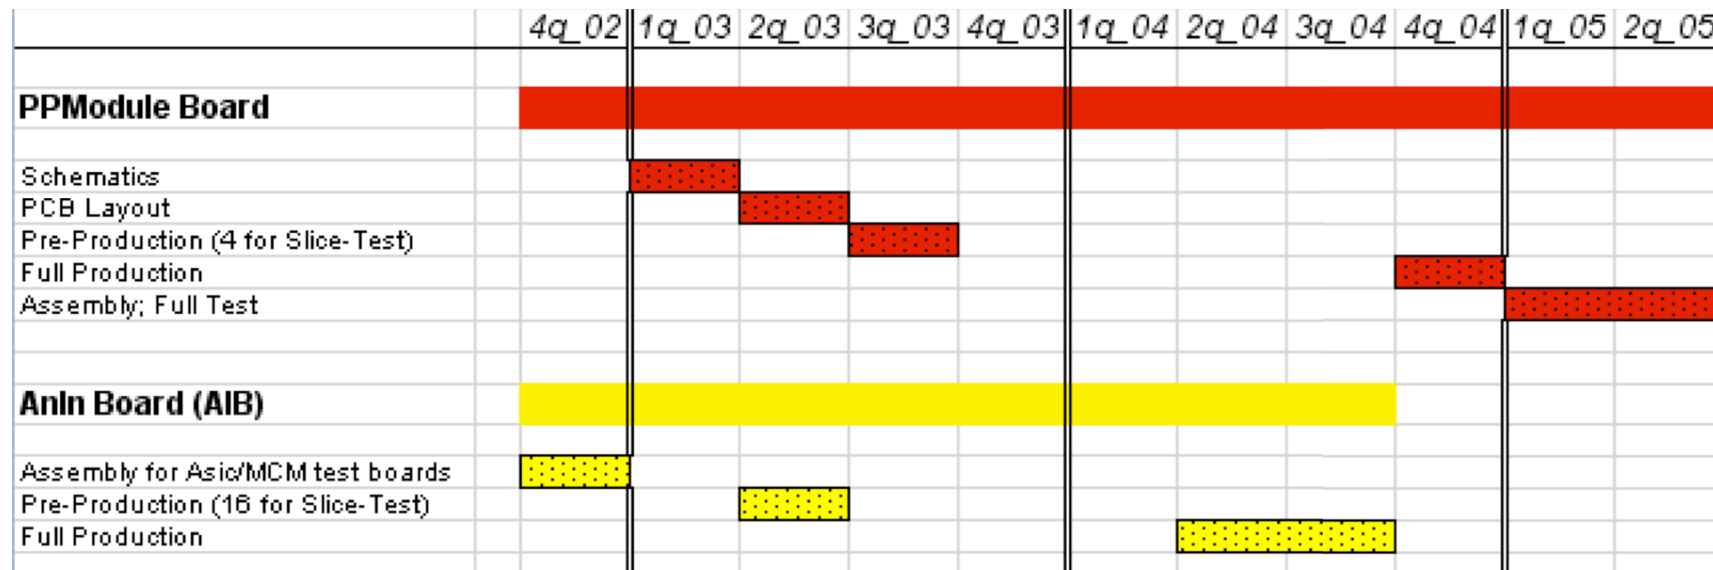 4q_02 1q_03 2q_03 3q_03 4q_03 1q_04 2q_04 3q_04 4q_04 1q_05 2q_05
PPModule Board
Schematics
PCB Layout
Pre-Production (4 for Slice-Test)
Full Production
Assembly; Full Test
AnIn Board (AIB)
Assembly for Asic/MCM test boards
Pre-Production (16 for Slice-Test)
Full Production